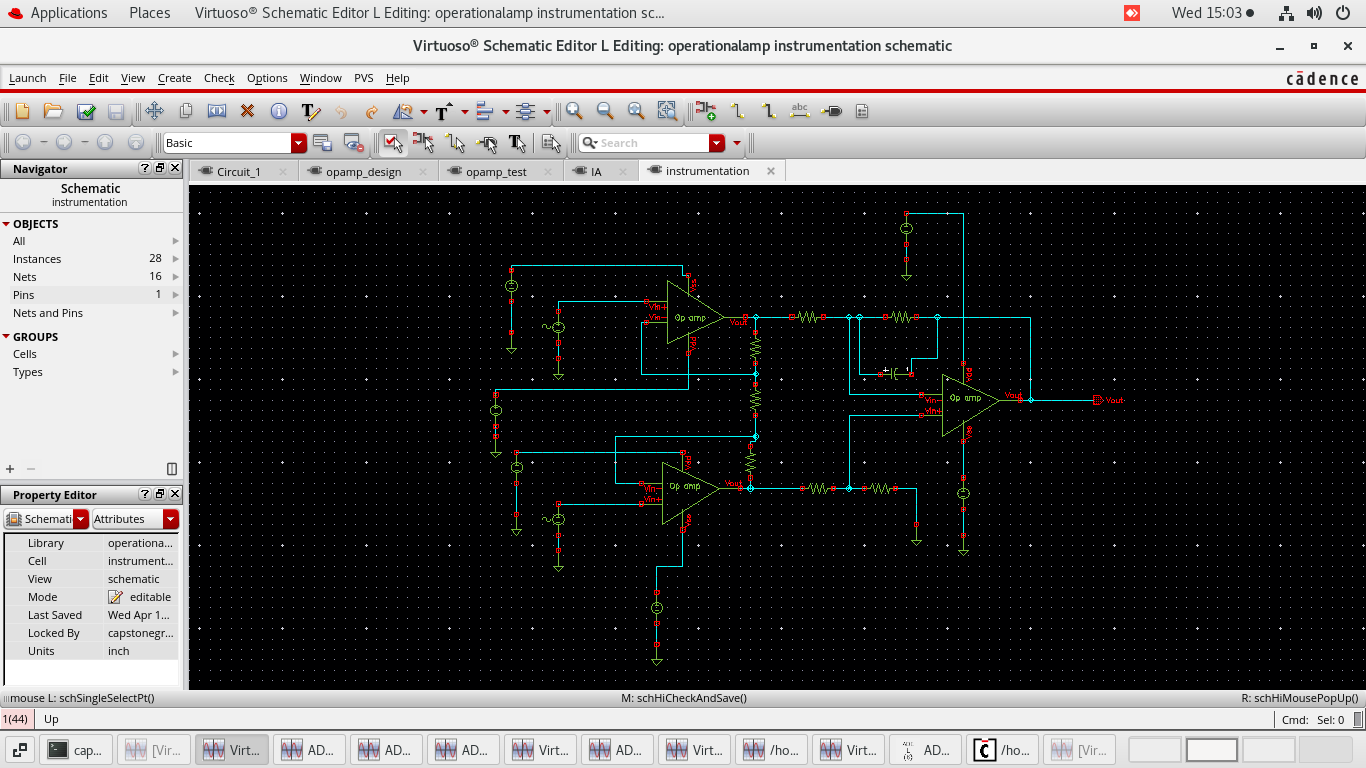 Applications Places Virtuoso® Schematic Editor L Editing: operationalamp instrumentation sc... Wed 15:03
Virtuoso® Schematic Editor L Editing: operationalamp instrumentation schematic
Launch File Edit View Create Check Options Window PVS Help cādence
abc
Basic Search
Navigator
Circuit_1 opamp_design opamp_test IA instrumentation
Schematic
instrumentation
OBJECTS
All
Instances 28
Nets 16
Pins 1
Nets and Pins
GROUPS
Cells
Types
Property Editor
Schemati Attributes
Library operationa...
Cell instrument...
View schematic
Mode editable
Last Saved Wed Apr 1...
Locked By capstonegr...
Units inch
Vss
Vin+
Vin-
Op amp
Vout
Vdd
Vdd
Vin-
Vin+
Op amp
Vout
Vss
Vdd
Vin-
Vin+
Op amp
Vout
Vss
Vout
mouse L: schSingleSelectPt() M: schHiCheckAndSave() R: schHiMousePopUp()
1(44) Up Cmd: Sel: 0
cap... [Vir... Virt... AD... AD... AD... Virt... AD... Virt... /ho... Virt... AD... /ho... [Vir...